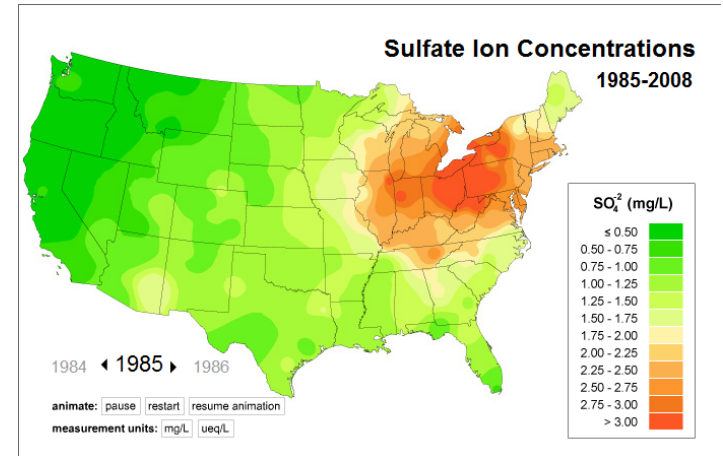 Sulfate Ion Concentrations
1985-2008
SO₄⁻² (mg/L)
≤ 0.50
0.50 - 0.75
0.75 - 1.00
1.00 - 1.25
1.25 - 1.50
1.50 - 1.75
1.75 - 2.00
2.00 - 2.25
2.25 - 2.50
2.50 - 2.75
2.75 - 3.00
> 3.00
1984 1985 1986
animate: pause restart resume animation
measurement units: mg/L ueq/L